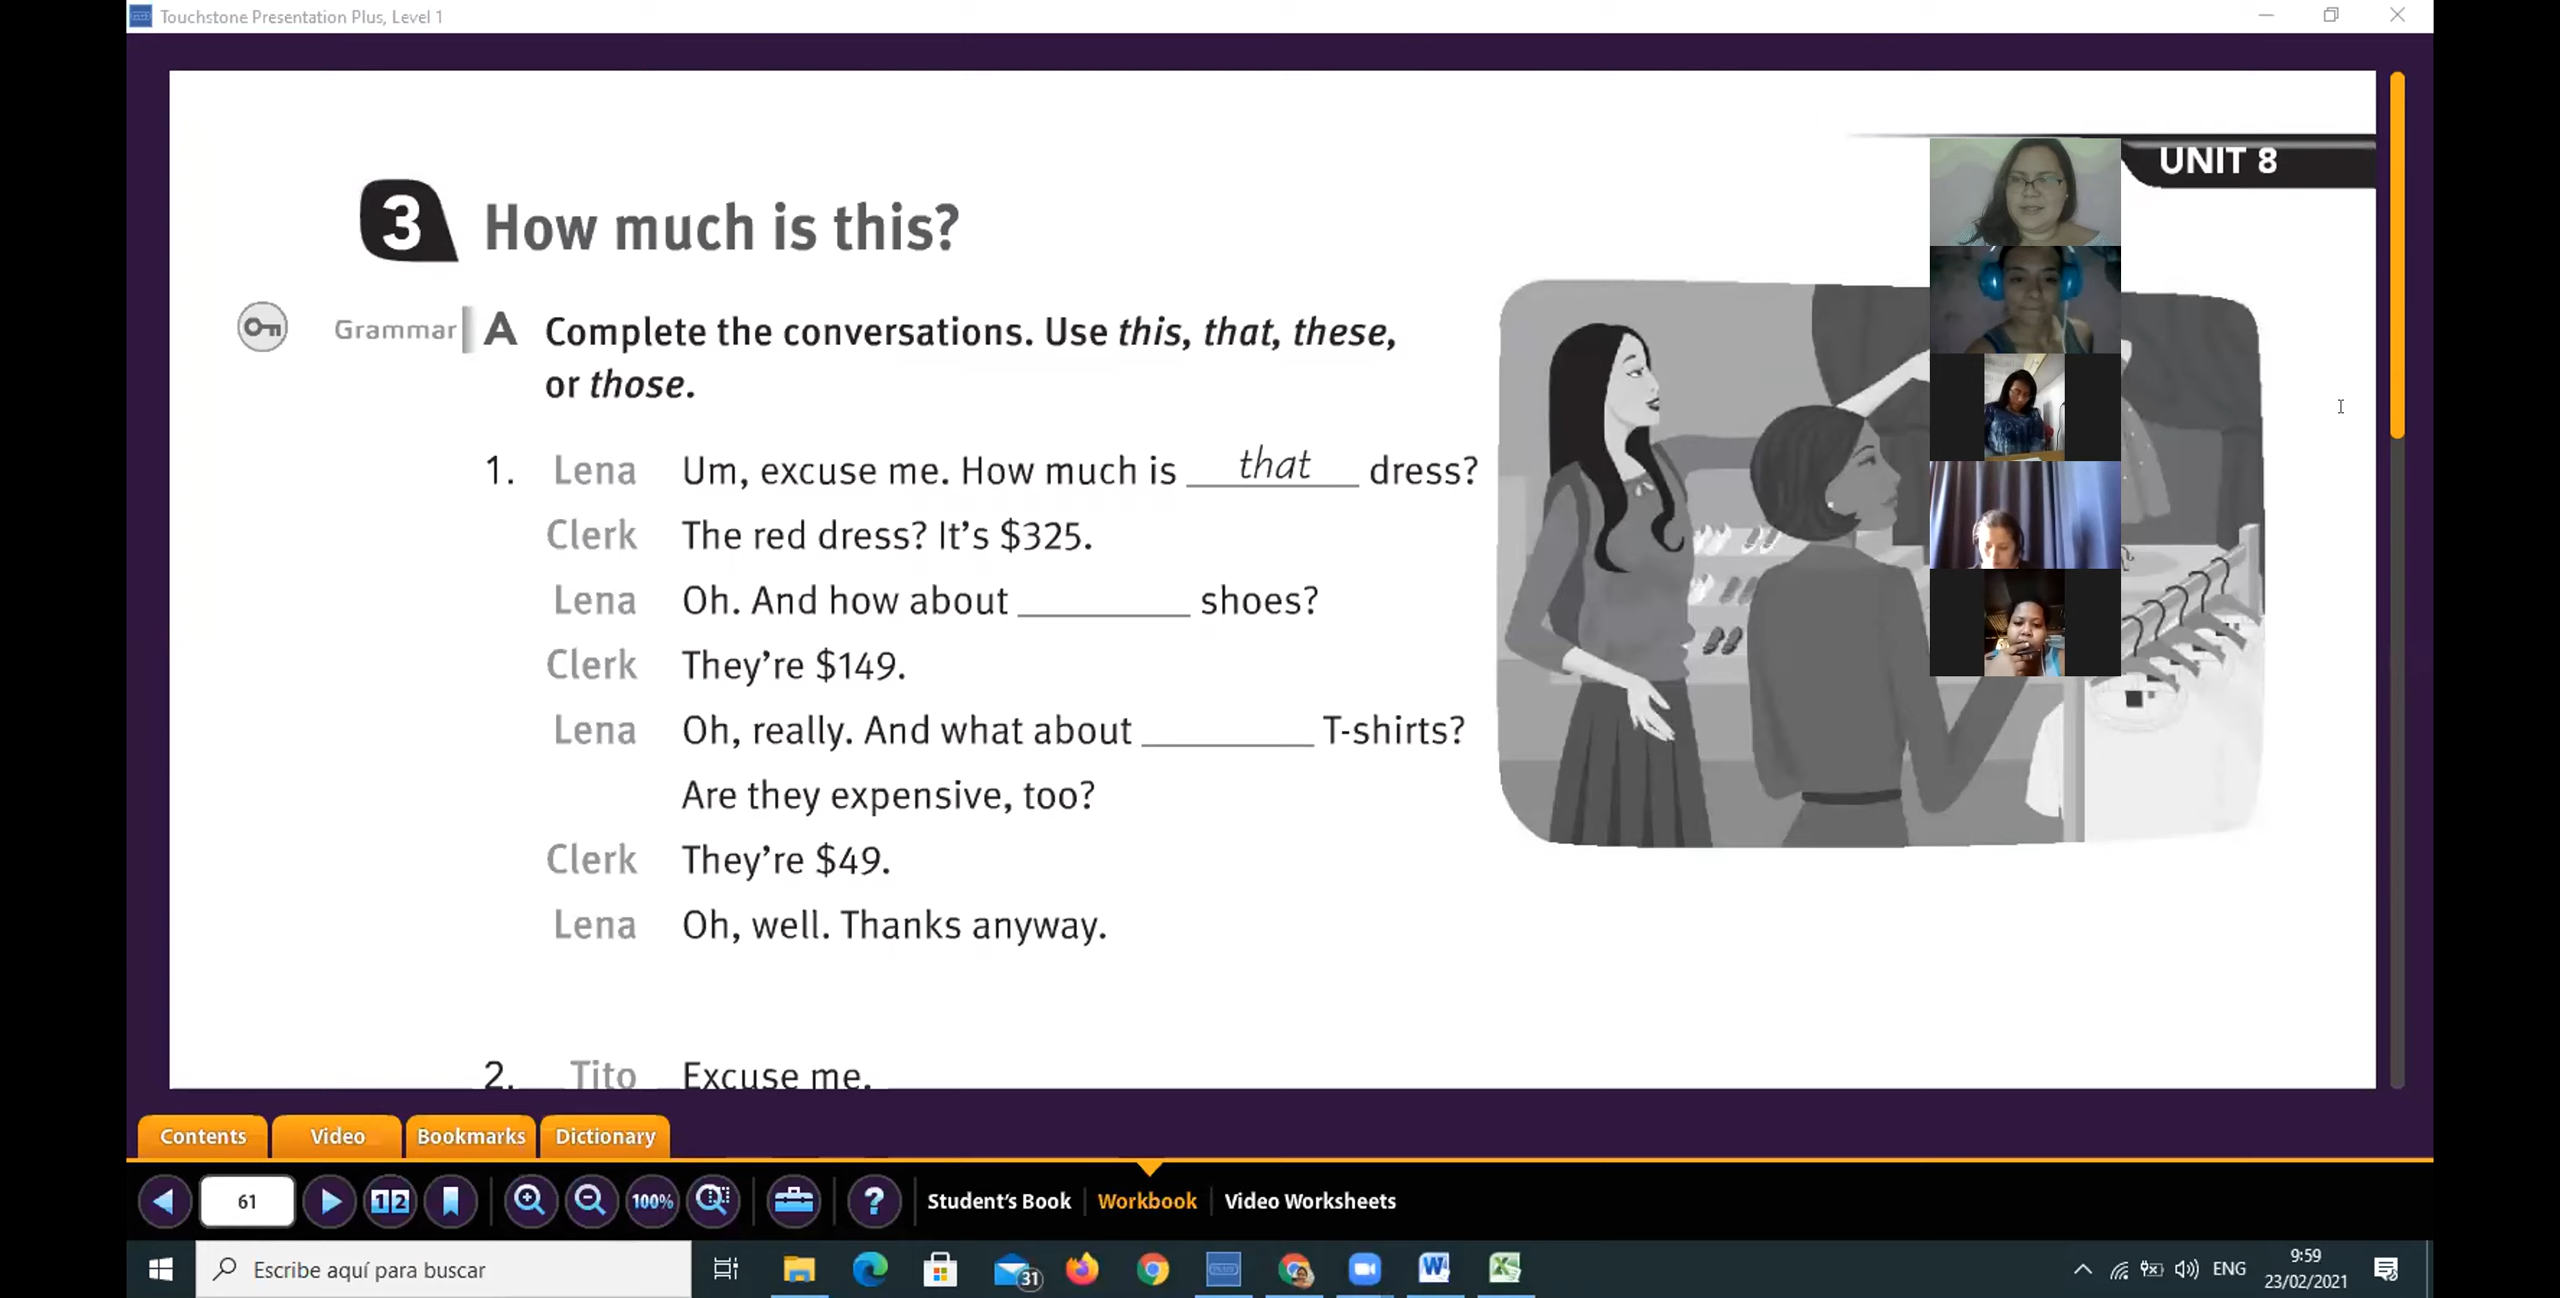 Touchstone Presentation Plus, Level 1
UNIT 8
3 How much is this?
Grammar A Complete the conversations. Use this, that, these,
or those.
1. Lena Um, excuse me. How much is that dress?
Clerk The red dress? It's $325.
Lena Oh. And how about __________ shoes?
Clerk They're $149.
Lena Oh, really. And what about __________ T-shirts?
Are they expensive, too?
Clerk They're $49.
Lena Oh, well. Thanks anyway.
2. Tito Excuse me.
Contents Video Bookmarks Dictionary
61 12 100% ? Student's Book Workbook Video Worksheets
Escribe aquí para buscar 31 ENG 9:59
23/02/2021